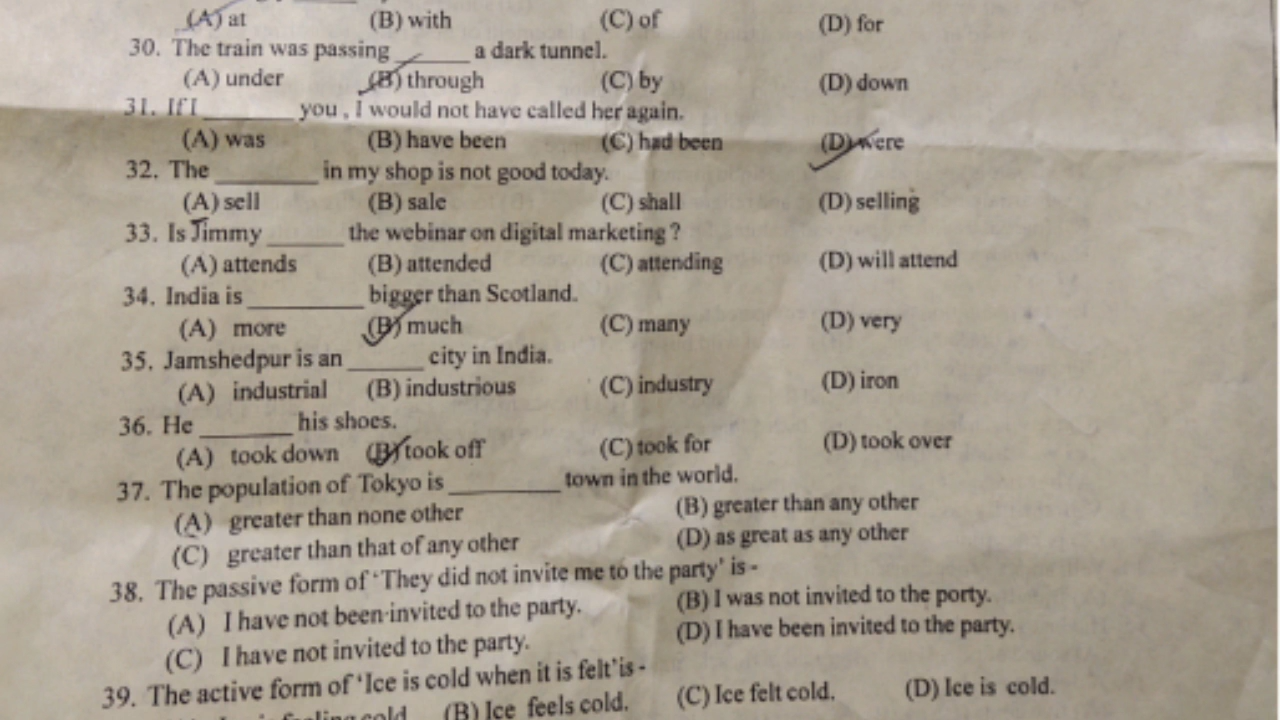 (A) at (B) with (C) of (D) for
30. The train was passing ______ a dark tunnel.
(A) under (B) through (C) by (D) down
31. If I ______ you , I would not have called her again.
(A) was (B) have been (C) had been (D) were
32. The ______ in my shop is not good today.
(A) sell (B) sale (C) shall (D) selling
33. Is Jimmy ______ the webinar on digital marketing ?
(A) attends (B) attended (C) attending (D) will attend
34. India is ______ bigger than Scotland.
(A) more (B) much (C) many (D) very
35. Jamshedpur is an ______ city in India.
(A) industrial (B) industrious (C) industry (D) iron
36. He ______ his shoes.
(A) took down (B) took off (C) took for (D) took over
37. The population of Tokyo is ______ town in the world.
(A) greater than none other (B) greater than any other
(C) greater than that of any other (D) as great as any other
38. The passive form of 'They did not invite me to the party' is -
(A) I have not been invited to the party. (B) I was not invited to the porty.
(C) I have not invited to the party. (D) I have been invited to the party.
39. The active form of 'Ice is cold when it is felt' is -
feeling cold (B) Ice feels cold. (C) Ice felt cold. (D) Ice is cold.